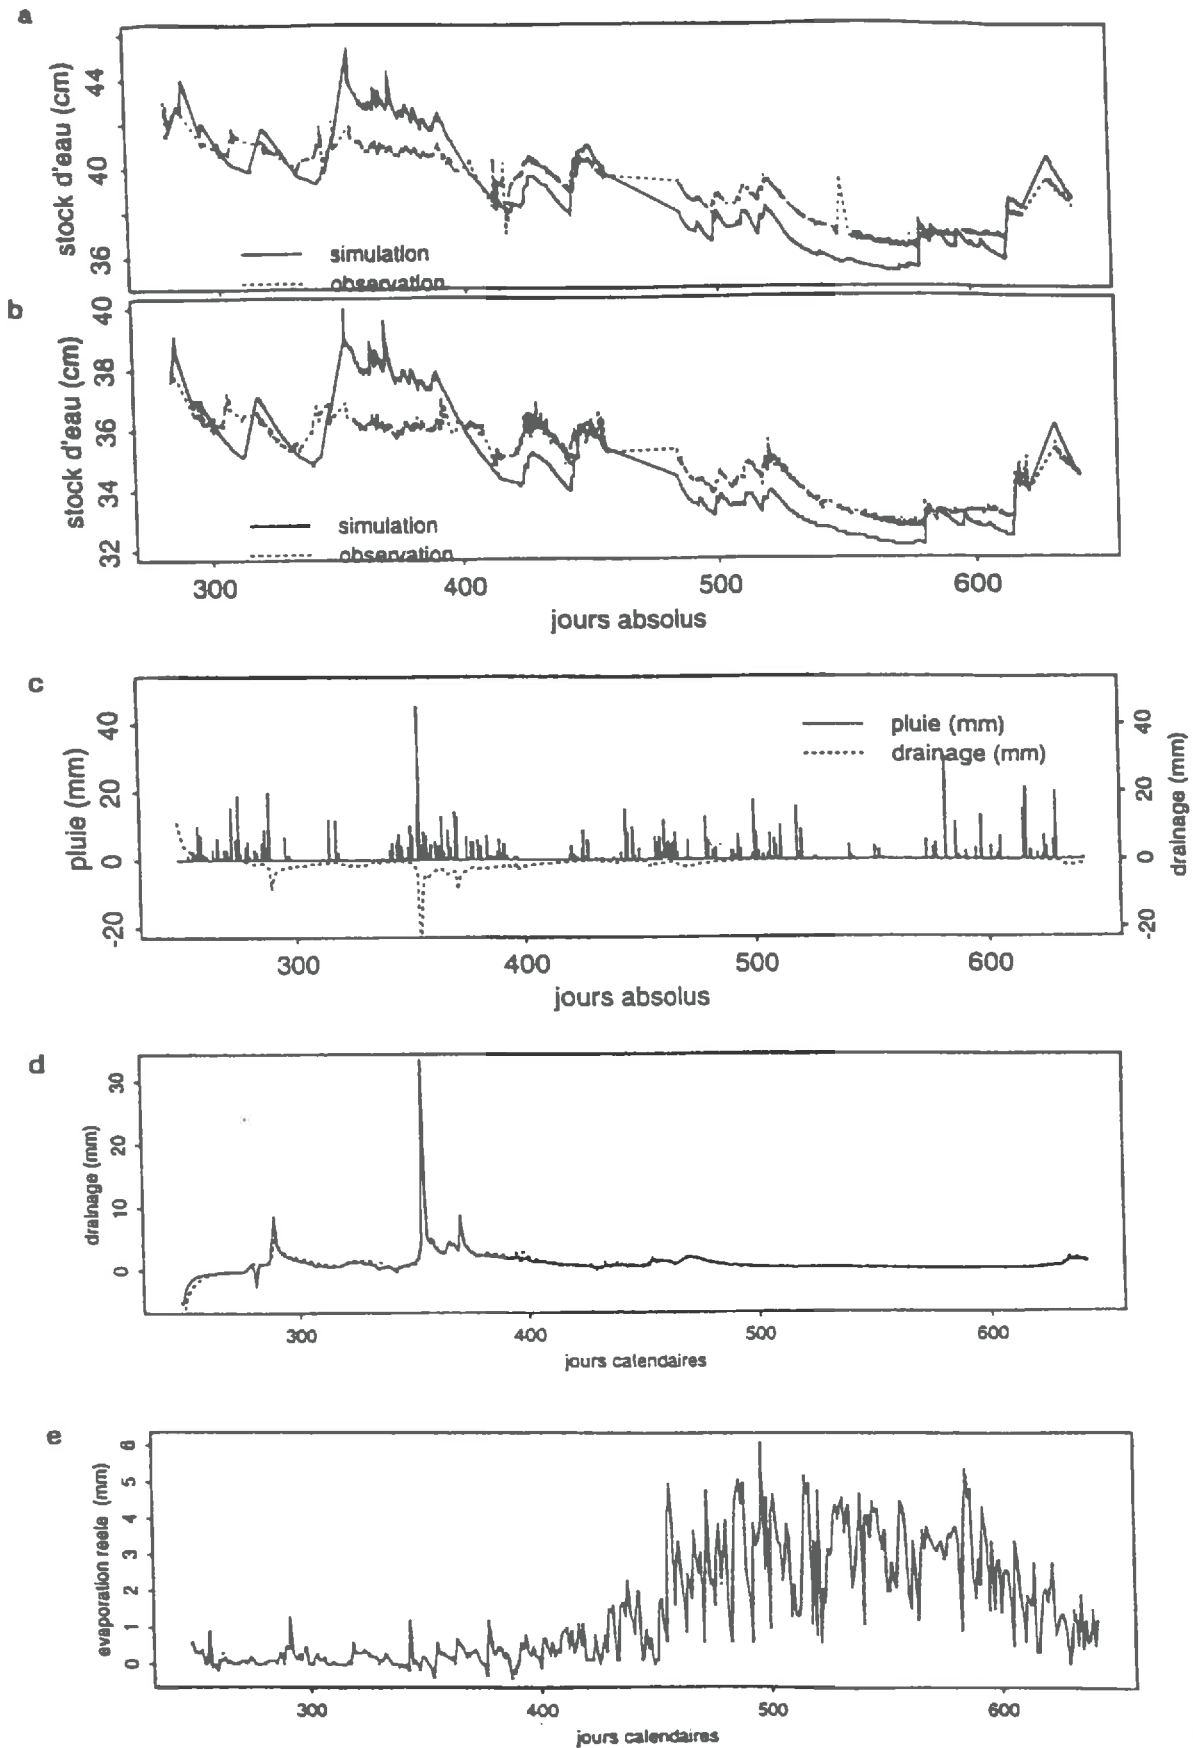 a
stock d'eau (cm)
44
40
36
simulation
observation
b
stock d'eau (cm)
40
38
36
34
32
simulation
observation
300 400 500 600
jours absolus
c
pluie (mm)
40
20
0
-20
pluie (mm)
drainage (mm)
40
20
0
-20
drainage (mm)
300 400 500 600
jours absolus
d
drainage (mm)
30
20
10
0
300 400 500 600
jours calendaires
e
evaporation reele (mm)
6
5
4
3
2
1
0
300 400 500 600
jours calendaires